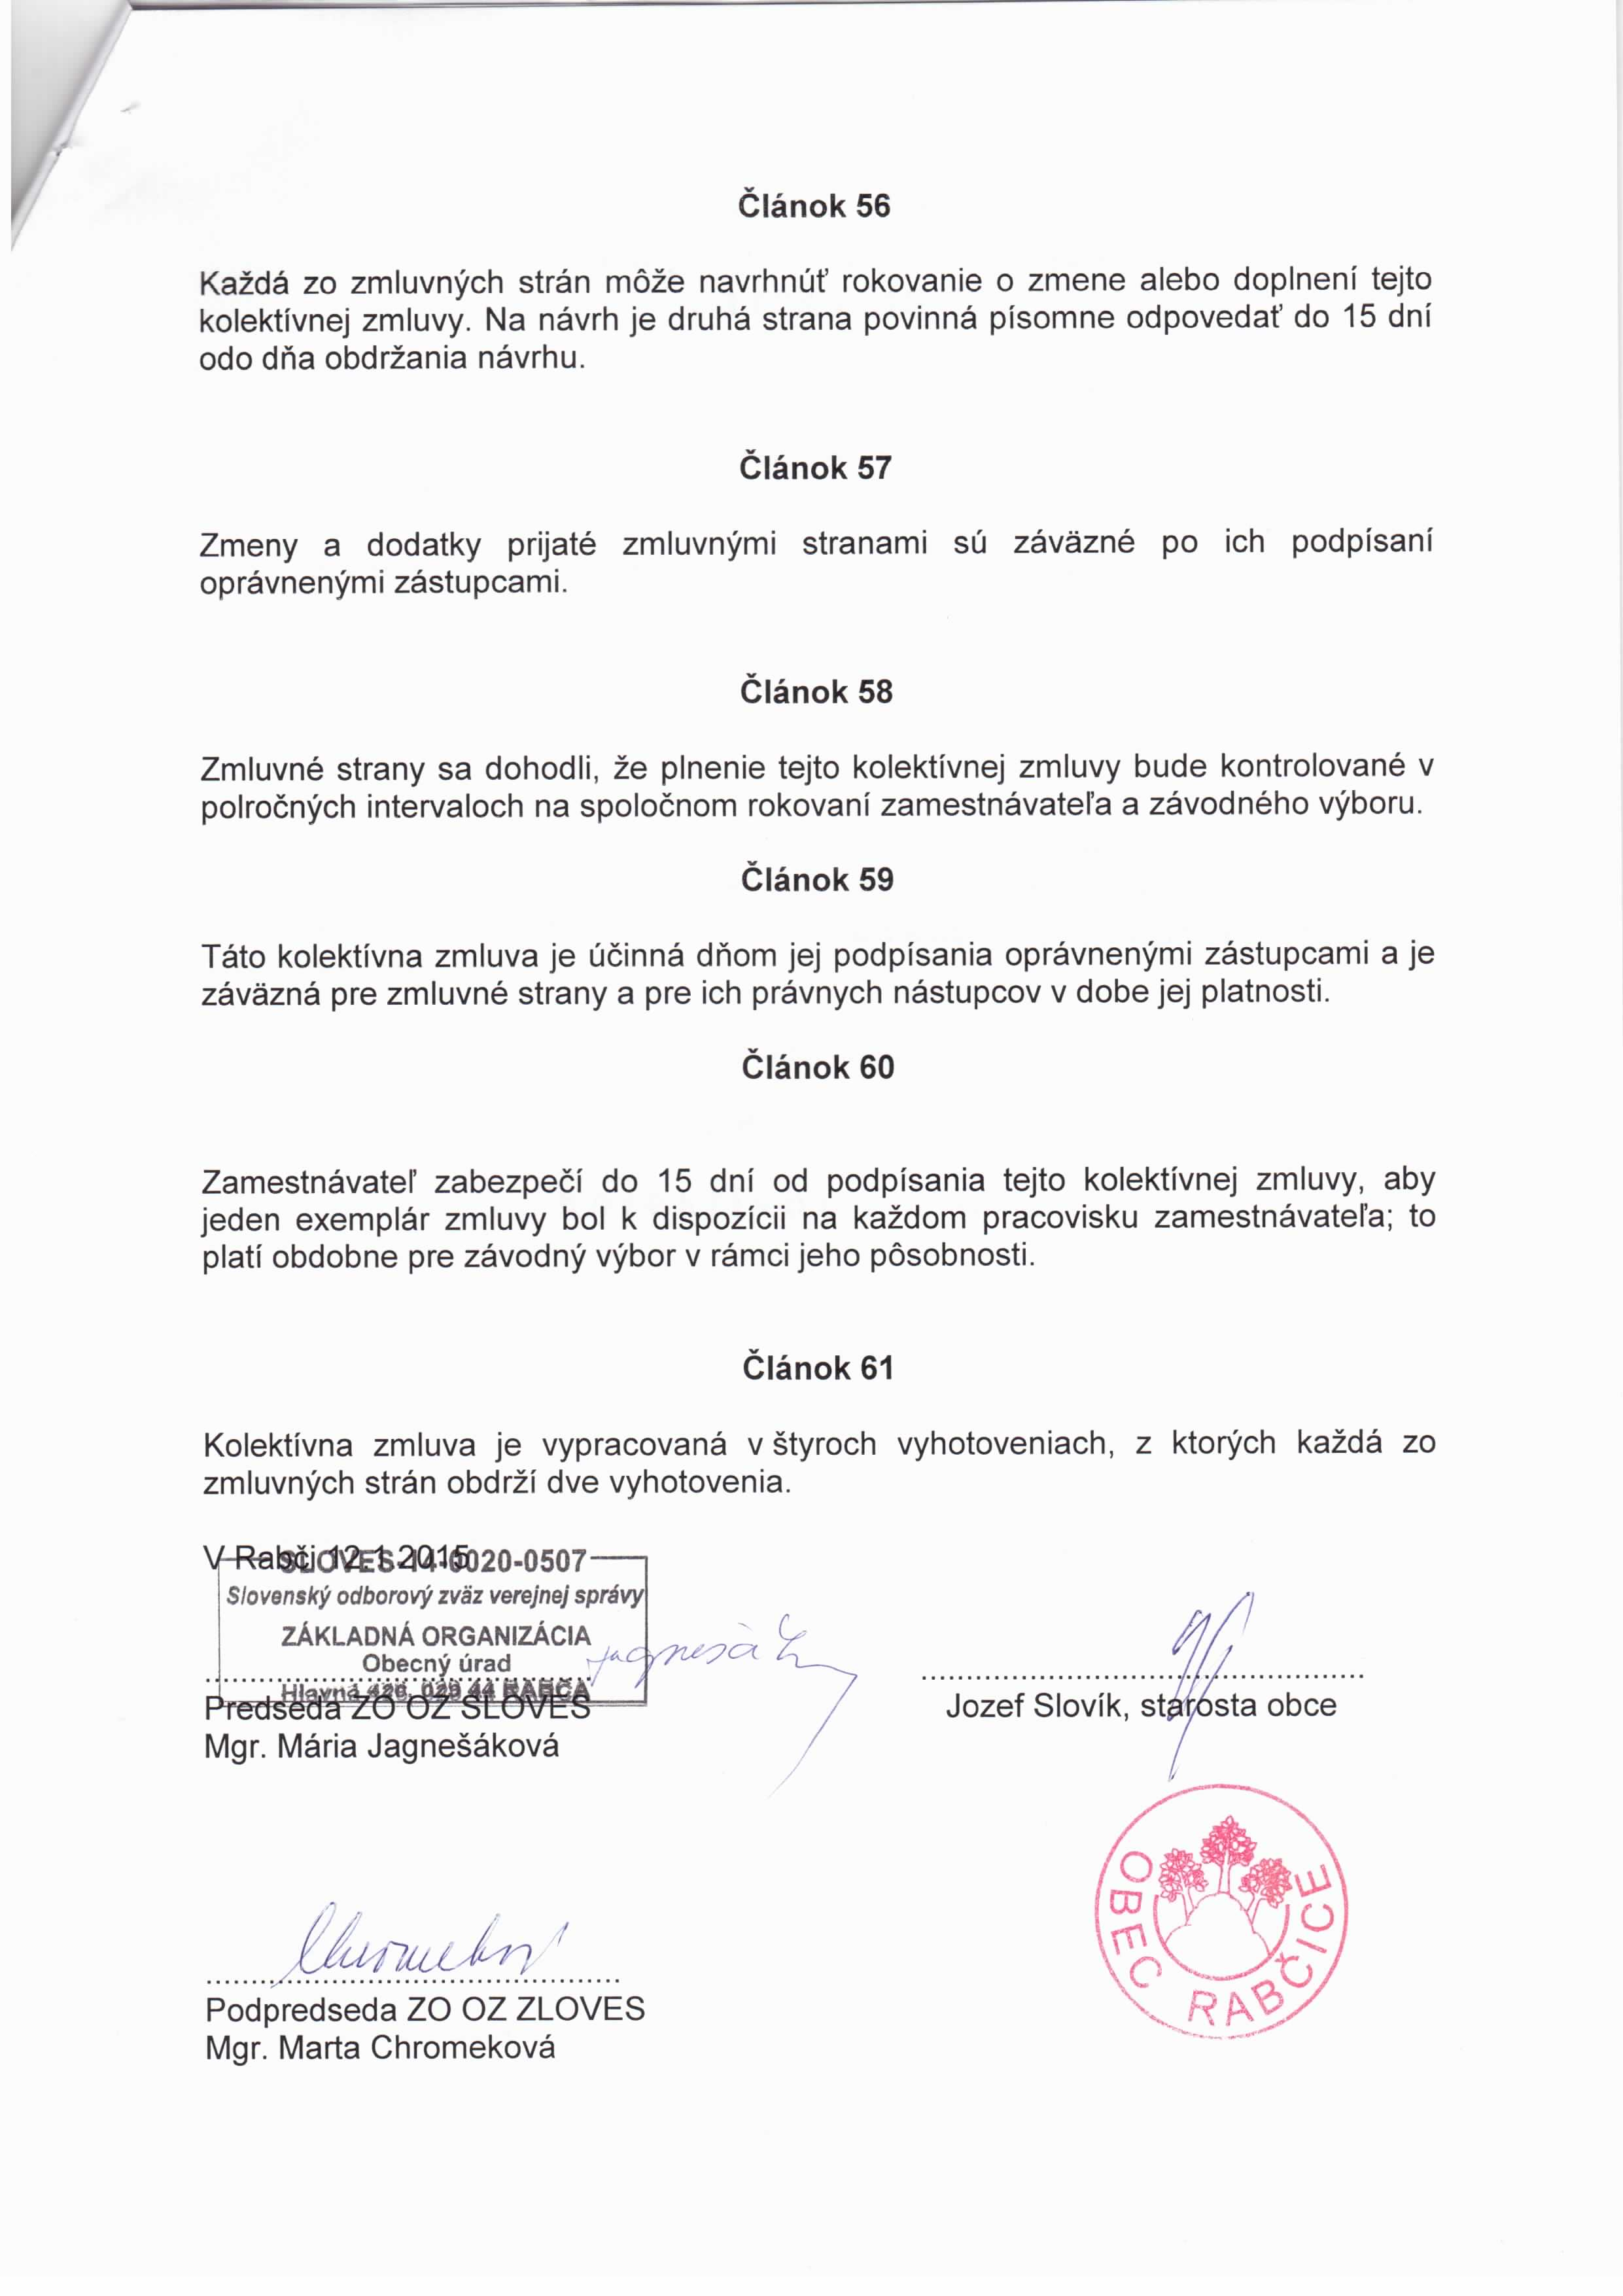 Článok 56
Každá zo zmluvných strán môže navrhnúť rokovanie o zmene alebo doplnení tejto
kolektívnej zmluvy. Na návrh je druhá strana povinná písomne odpovedať do 15 dní
odo dňa obdržania návrhu.
Článok 57
Zmeny a dodatky prijaté zmluvnými stranami sú záväzné po ich podpísaní
oprávnenými zástupcami.
Článok 58
Zmluvné strany sa dohodli, že plnenie tejto kolektívnej zmluvy bude kontrolované v
polročných intervaloch na spoločnom rokovaní zamestnávateľa a závodného výboru.
Článok 59
Táto kolektívna zmluva je účinná dňom jej podpísania oprávnenými zástupcami a je
záväzná pre zmluvné strany a pre ich právnych nástupcov v dobe jej platnosti.
Článok 60
Zamestnávateľ zabezpečí do 15 dní od podpísania tejto kolektívnej zmluvy, aby
jeden exemplár zmluvy bol k dispozícii na každom pracovisku zamestnávateľa; to
platí obdobne pre závodný výbor v rámci jeho pôsobnosti.
Článok 61
Kolektívna zmluva je vypracovaná v štyroch vyhotoveniach, z ktorých každá zo
zmluvných strán obdrží dve vyhotovenia.
V Rabči 12.1.2015
SLOVES-14-0020-0507
Slovenský odborový zväz verejnej správy
ZÁKLADNÁ ORGANIZÁCIA
Obecný úrad
Hlavná 426, 029 44 RABČA
Predseda ZO OZ SLOVES
Mgr. Mária Jagnešáková
Jozef Slovík, starosta obce
OBEC RABČICE
Podpredseda ZO OZ ZLOVES
Mgr. Marta Chromeková